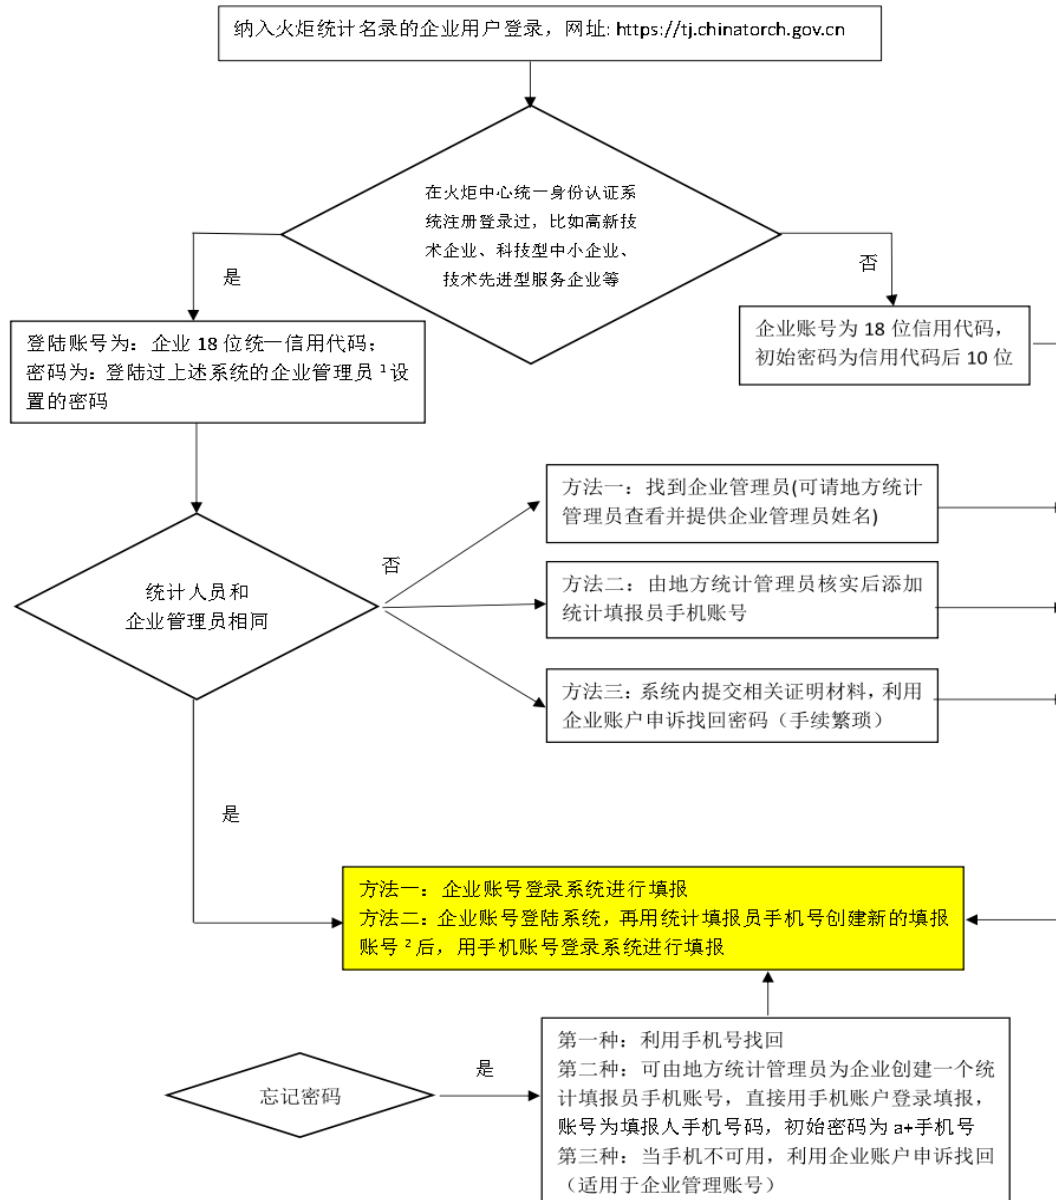 纳入火炬统计名录的企业用户登录，网址: https://tj.chinatorch.gov.cn
在火炬中心统一身份认证系
统注册登录过，比如高新技
术企业、科技型中小企业、
技术先进型服务企业等
是
否
登陆账号为：企业 18 位统一信用代码；
密码为：登陆过上述系统的企业管理员1设
置的密码
企业账号为 18 位信用代码，
初始密码为信用代码后 10 位
统计人员和
企业管理员相同
否
方法一：找到企业管理员(可请地方统计
管理员查看并提供企业管理员姓名)
方法二：由地方统计管理员核实后添加
统计填报员手机账号
方法三：系统内提交相关证明材料，利用
企业账户申诉找回密码（手续繁琐）
是
方法一：企业账号登录系统进行填报
方法二：企业账号登陆系统，再用统计填报员手机号创建新的填报
账号2后，用手机账号登录系统进行填报
忘记密码
是
第一种：利用手机号找回
第二种：可由地方统计管理员为企业创建一个统
计填报员手机账号，直接用手机账户登录填报，
账号为填报人手机号码，初始密码为 a+手机号
第三种：当手机不可用，利用企业账户申诉找回
（适用于企业管理账号）